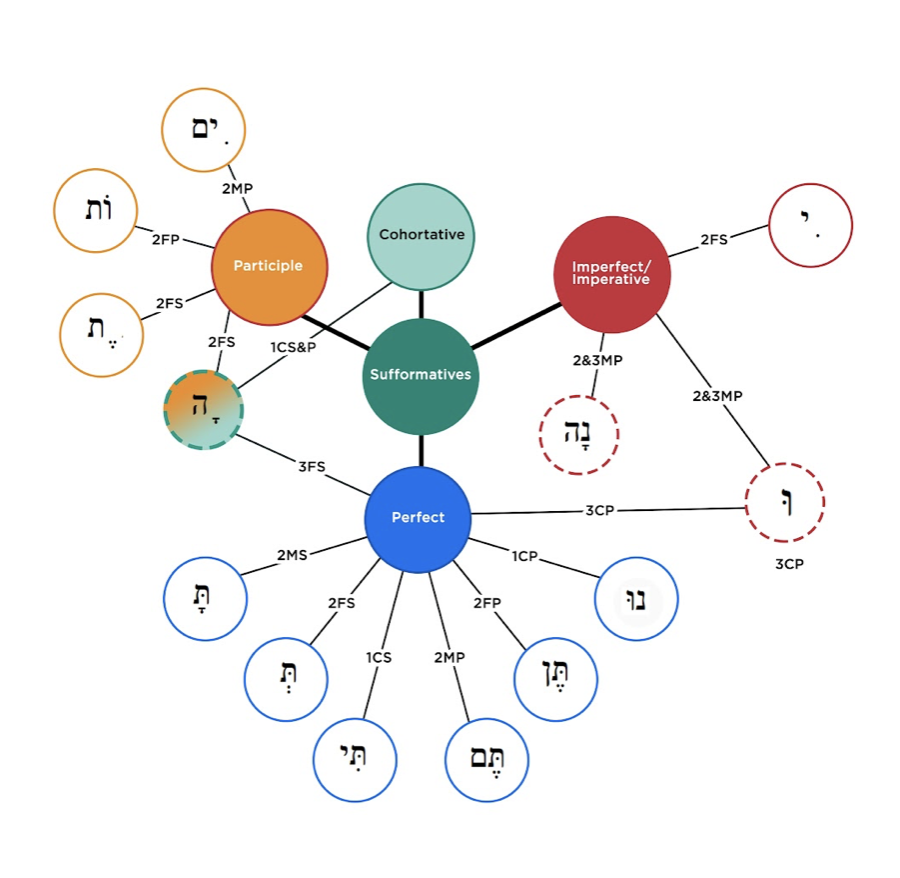 ִים
2MP
וֹת
2FP
Participle
Cohortative
Imperfect/
Imperative
2FS
ִי
2FS
ֶת
2FS
1CS&P
Sufformatives
2&3MP
2&3MP
ָה
נָה
3FS
Perfect
3CP
וּ
3CP
2MS
1CP
תָּ
2FS
2FP
נוּ
1CS
2MP
תְּ
תֶּן
תִּי
תֶּם